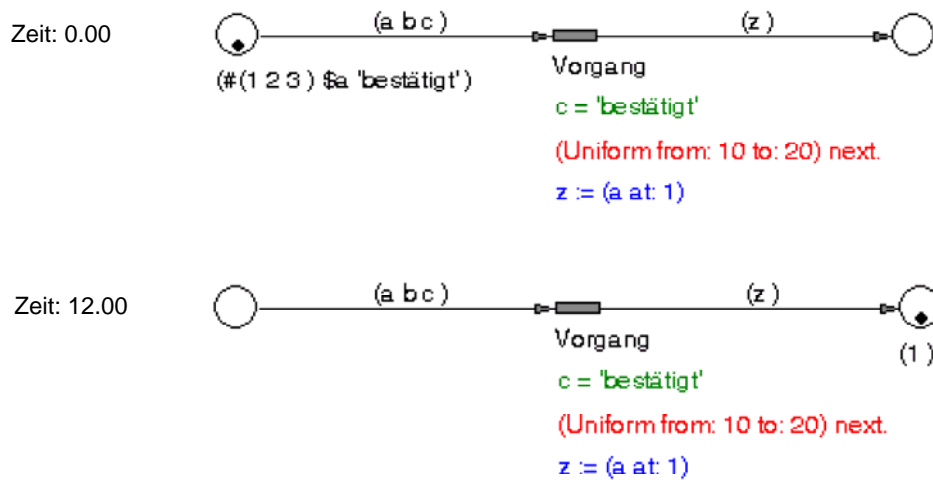 Zeit: 0.00
(a b c )
(z )
(#(1 2 3 ) $a 'bestätigt')
Vorgang
c = 'bestätigt'
(Uniform from: 10 to: 20) next.
z := (a at: 1)
Zeit: 12.00
(a b c )
(z )
Vorgang
(1 )
c = 'bestätigt'
(Uniform from: 10 to: 20) next.
z := (a at: 1)